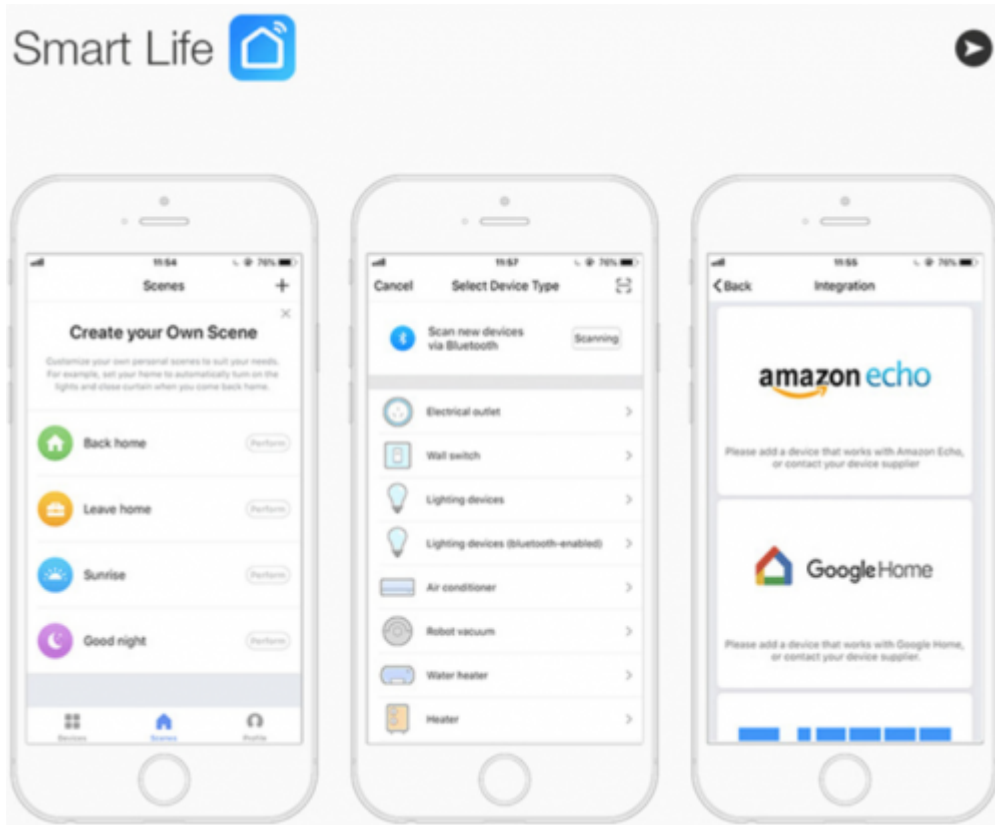 Smart Life
11:54
76%
Scenes
+
Create your Own Scene
Customize your own personal scenes to suit your needs.
For example, set your home to automatically turn on the
lights and close curtain when you come back home.
Back home
Perform
Leave home
Perform
Sunrise
Perform
Good night
Perform
Devices
Scenes
Profile
11:57
76%
Cancel
Select Device Type
Scan new devices
via Bluetooth
Scanning
Electrical outlet
Wall switch
Lighting devices
Lighting devices (bluetooth-enabled)
Air conditioner
Robot vacuum
Water heater
Heater
11:55
76%
Back
Integration
amazon echo
Please add a device that works with Amazon Echo,
or contact your device supplier
Google Home
Please add a device that works with Google Home,
or contact your device supplier.